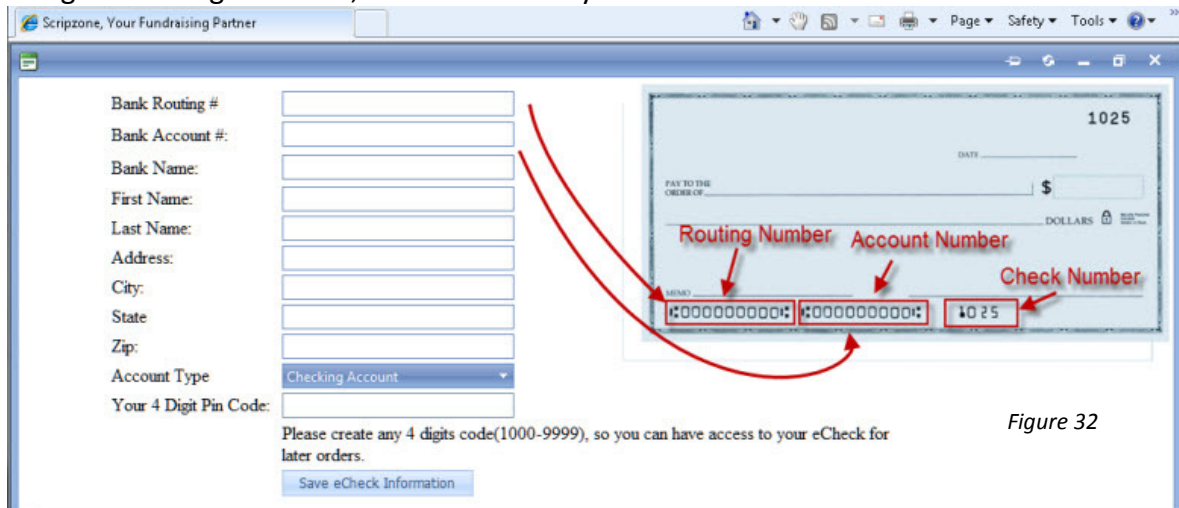 Scripzone, Your Fundraising Partner
Page Safety Tools
Bank Routing #
Bank Account #:
Bank Name:
First Name:
Last Name:
Address:
City:
State
Zip:
Account Type Checking Account
Your 4 Digit Pin Code:
Please create any 4 digits code(1000-9999), so you can have access to your eCheck for
later orders.
Save eCheck Information
1025
DATE
PAY TO THE
ORDER OF
$
DOLLARS
Routing Number Account Number
Check Number
MEMO
⑆000000000⑆ ⑆000000000⑆ 1025
Figure 32